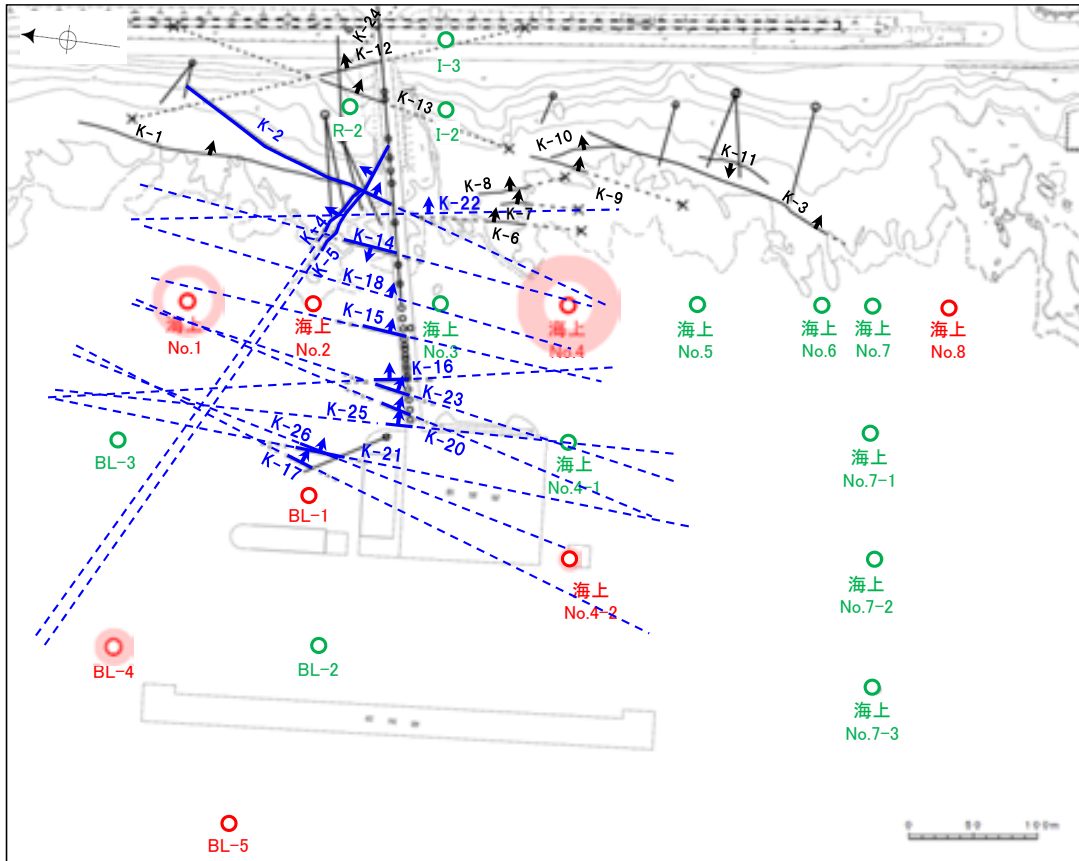 K-24
K-12
I-3
K-13
R-2
I-2
K-1
K-2
K-10
K-11
K-8
K-9
K-3
K-22
K-7
K-6
K-4
K-5
K-14
K-18
海上
No.1
海上
No.2
K-15
海上
No.3
海上
No.4
海上
No.5
海上
No.6
海上
No.7
海上
No.8
K-16
K-23
K-25
K-20
K-26
K-21
K-17
BL-3
海上
No.4-1
海上
No.7-1
BL-1
海上
No.4-2
海上
No.7-2
BL-4
BL-2
海上
No.7-3
BL-5
0 50 100m